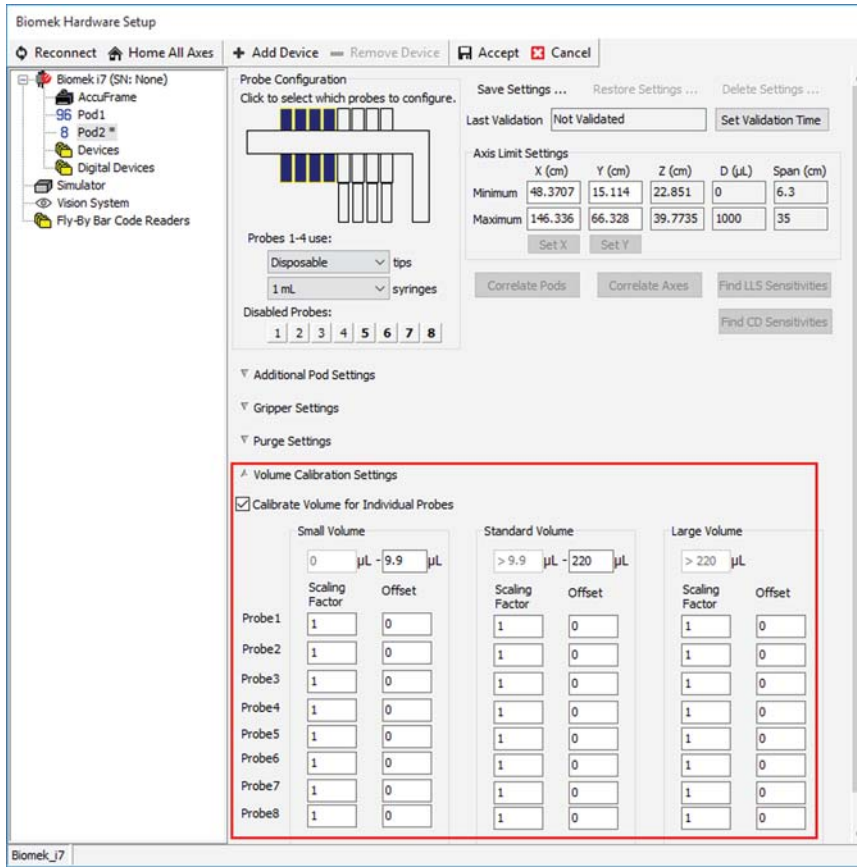 Biomek Hardware Setup
Reconnect Home All Axes + Add Device Remove Device Accept Cancel
Biomek i7 (SN: None)
AccuFrame
96 Pod1
8 Pod2 *
Devices
Digital Devices
Simulator
Vision System
Fly-By Bar Code Readers
Probe Configuration
Click to select which probes to configure.
Probes 1-4 use:
Disposable tips
1 mL syringes
Disabled Probes:
1 2 3 4 5 6 7 8
Save Settings ... Restore Settings ... Delete Settings ...
Last Validation Not Validated Set Validation Time
Axis Limit Settings
X (cm) Y (cm) Z (cm) D (µL) Span (cm)
Minimum 48.3707 15.114 22.851 0 6.3
Maximum 146.336 66.328 39.7735 1000 35
Set X Set Y
Correlate Pods Correlate Axes Find LLS Sensitivities
Find CD Sensitivities
Additional Pod Settings
Gripper Settings
Purge Settings
Volume Calibration Settings
Calibrate Volume for Individual Probes
Small Volume Standard Volume Large Volume
0 µL - 9.9 µL > 9.9 µL - 220 µL > 220 µL
Scaling Factor Offset Scaling Factor Offset Scaling Factor Offset
Probe1 1 0 1 0 1 0
Probe2 1 0 1 0 1 0
Probe3 1 0 1 0 1 0
Probe4 1 0 1 0 1 0
Probe5 1 0 1 0 1 0
Probe6 1 0 1 0 1 0
Probe7 1 0 1 0 1 0
Probe8 1 0 1 0 1 0
Biomek_i7